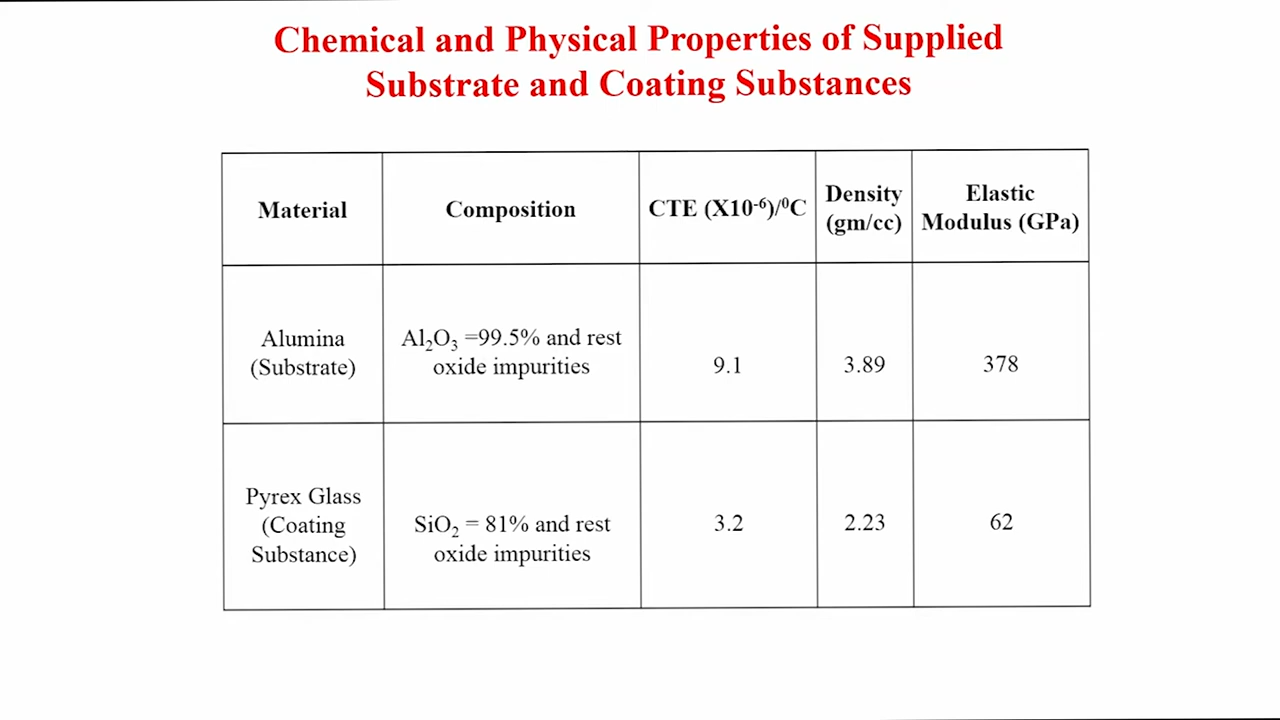 Chemical and Physical Properties of Supplied
Substrate and Coating Substances
Material
Composition
CTE (X10⁻⁶)/⁰C
Density
(gm/cc)
Elastic
Modulus (GPa)
Alumina
(Substrate)
Al₂O₃ =99.5% and rest
oxide impurities
9.1
3.89
378
Pyrex Glass
(Coating
Substance)
SiO₂ = 81% and rest
oxide impurities
3.2
2.23
62